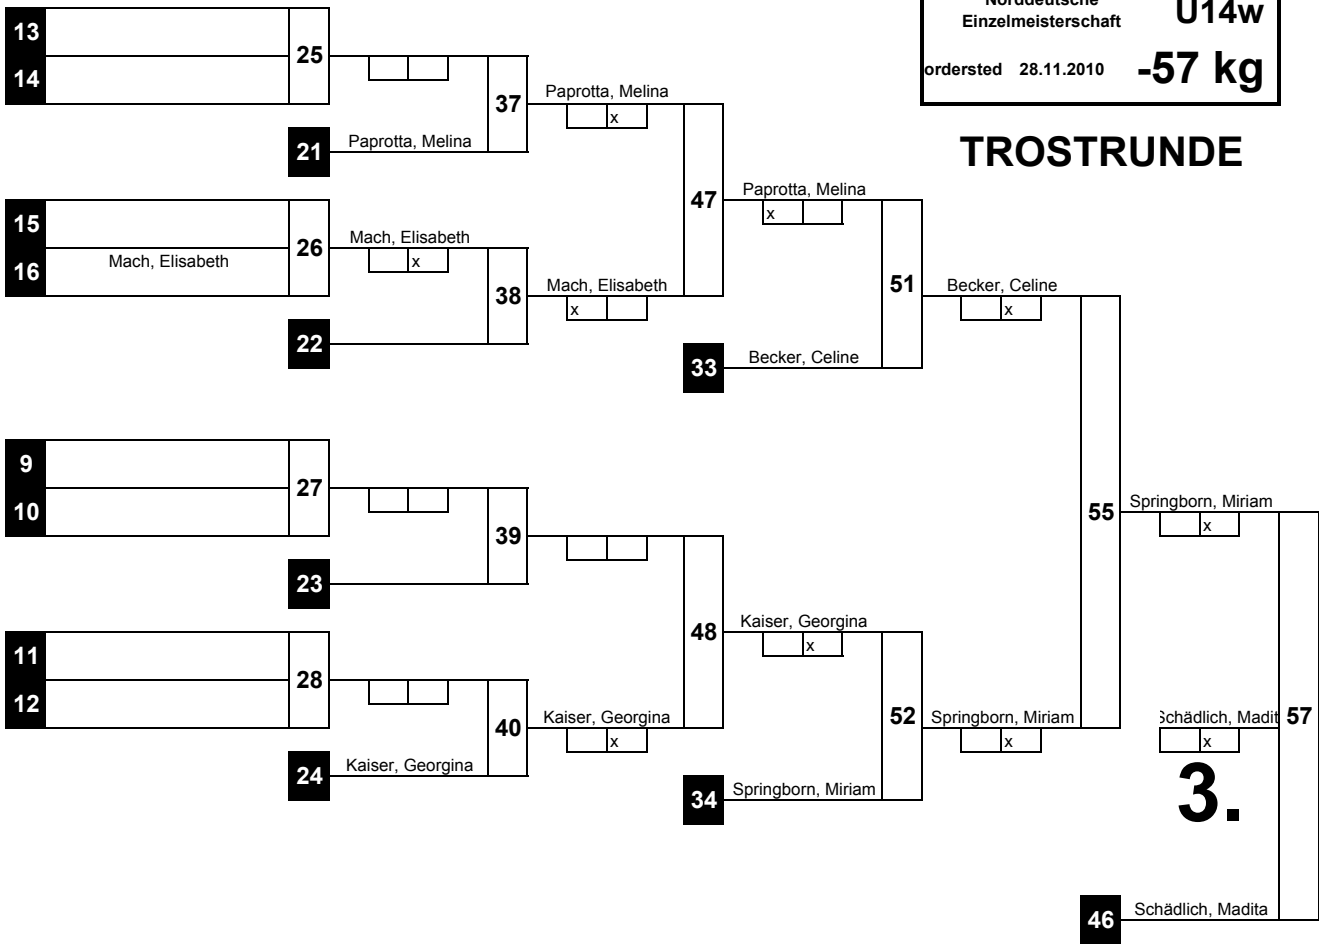 Norddeutsche
Einzelmeisterschaft
U14w
ordersted 28.11.2010
-57 kg
TROSTRUNDE
13
14
25
21
Paprotta, Melina
37
Paprotta, Melina
x
15
16
Mach, Elisabeth
26
Mach, Elisabeth
x
22
38
Mach, Elisabeth
x
47
Paprotta, Melina
x
33
Becker, Celine
51
Becker, Celine
x
9
10
27
23
39
11
12
28
24
Kaiser, Georgina
40
Kaiser, Georgina
x
48
Kaiser, Georgina
x
34
Springborn, Miriam
52
Springborn, Miriam
x
55
Springborn, Miriam
x
Schädlich, Madit
x
3.
57
46
Schädlich, Madita